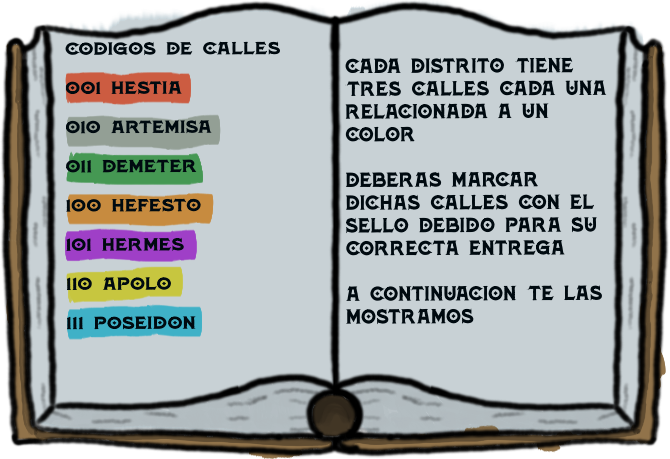 CODIGOS DE CALLES
001 HESTIA
010 ARTEMISA
011 DEMETER
100 HEFESTO
101 HERMES
110 APOLO
111 POSEIDON
CADA DISTRITO TIENE
TRES CALLES CADA UNA
RELACIONADA A UN
COLOR
DEBERAS MARCAR
DICHAS CALLES CON EL
SELLO DEBIDO PARA SU
CORRECTA ENTREGA
A CONTINUACION TE LAS
MOSTRAMOS